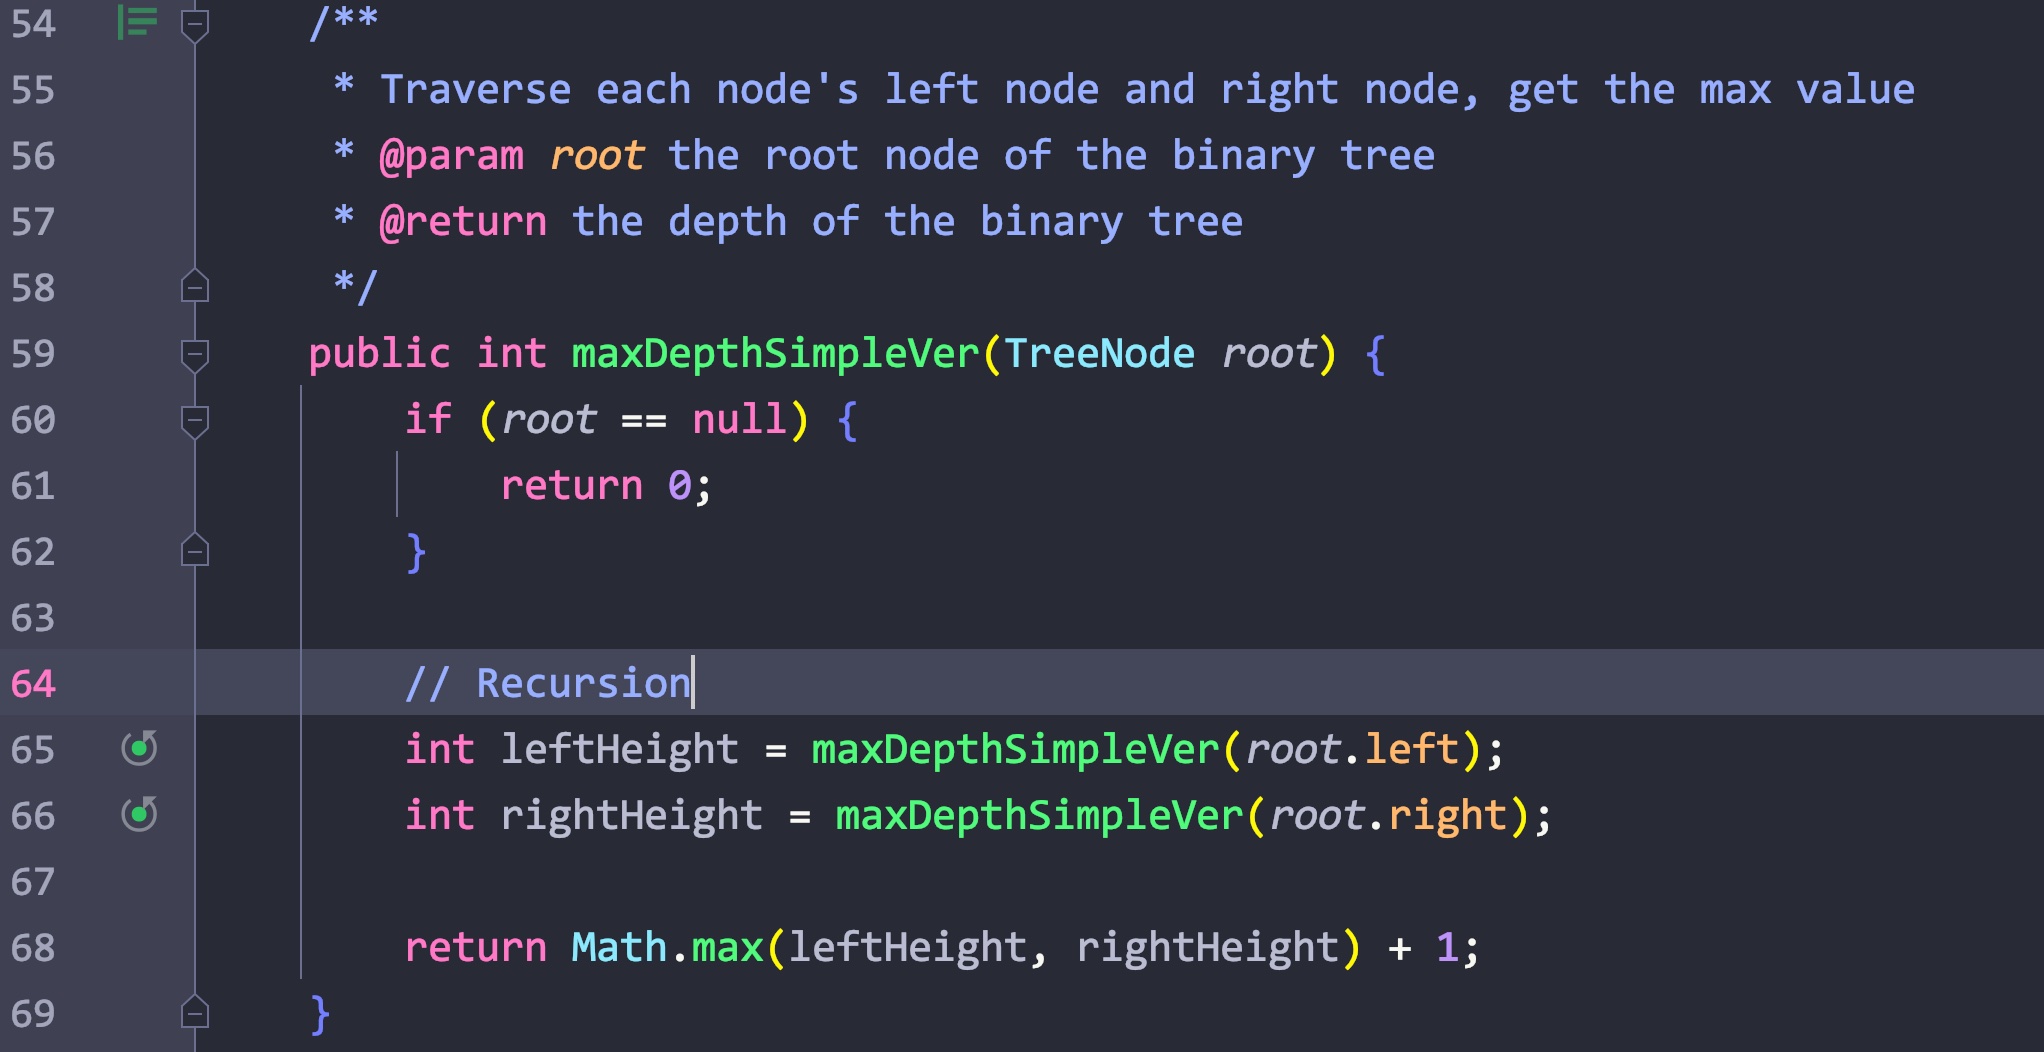 54 /**
55 * Traverse each node's left node and right node, get the max value
56 * @param root the root node of the binary tree
57 * @return the depth of the binary tree
58 */
59 public int maxDepthSimpleVer(TreeNode root) {
60 if (root == null) {
61 return 0;
62 }
63
64 // Recursion
65 int leftHeight = maxDepthSimpleVer(root.left);
66 int rightHeight = maxDepthSimpleVer(root.right);
67
68 return Math.max(leftHeight, rightHeight) + 1;
69 }